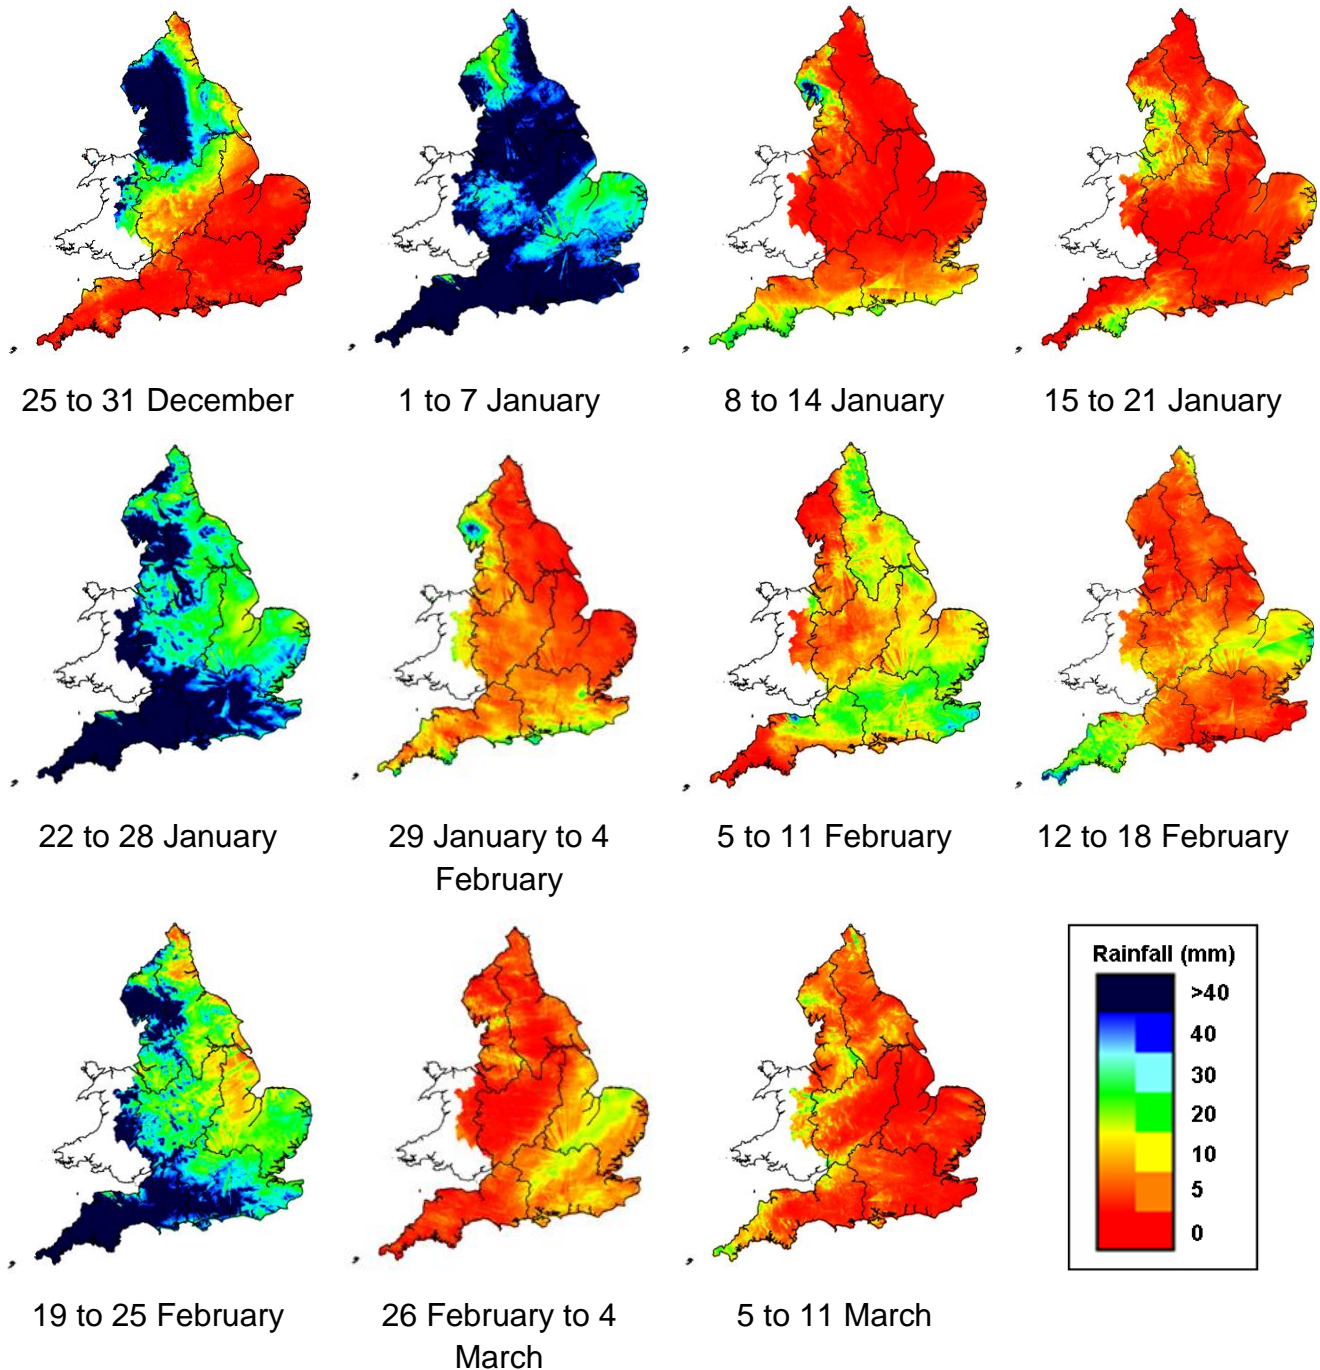 25 to 31 December
1 to 7 January
8 to 14 January
15 to 21 January
22 to 28 January
29 January to 4
February
5 to 11 February
12 to 18 February
19 to 25 February
26 February to 4
March
5 to 11 March
Rainfall (mm)
>40
40
30
20
10
5
0